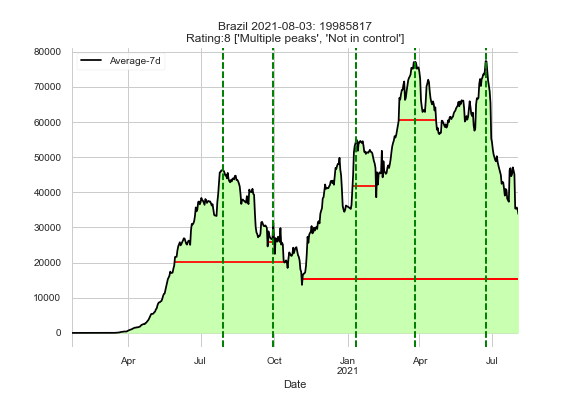 Brazil 2021-08-03: 19985817
Rating:8 ['Multiple peaks', 'Not in control']
Average-7d
80000
70000
60000
50000
40000
30000
20000
10000
0
Apr Jul Oct Jan Apr Jul
2021
Date